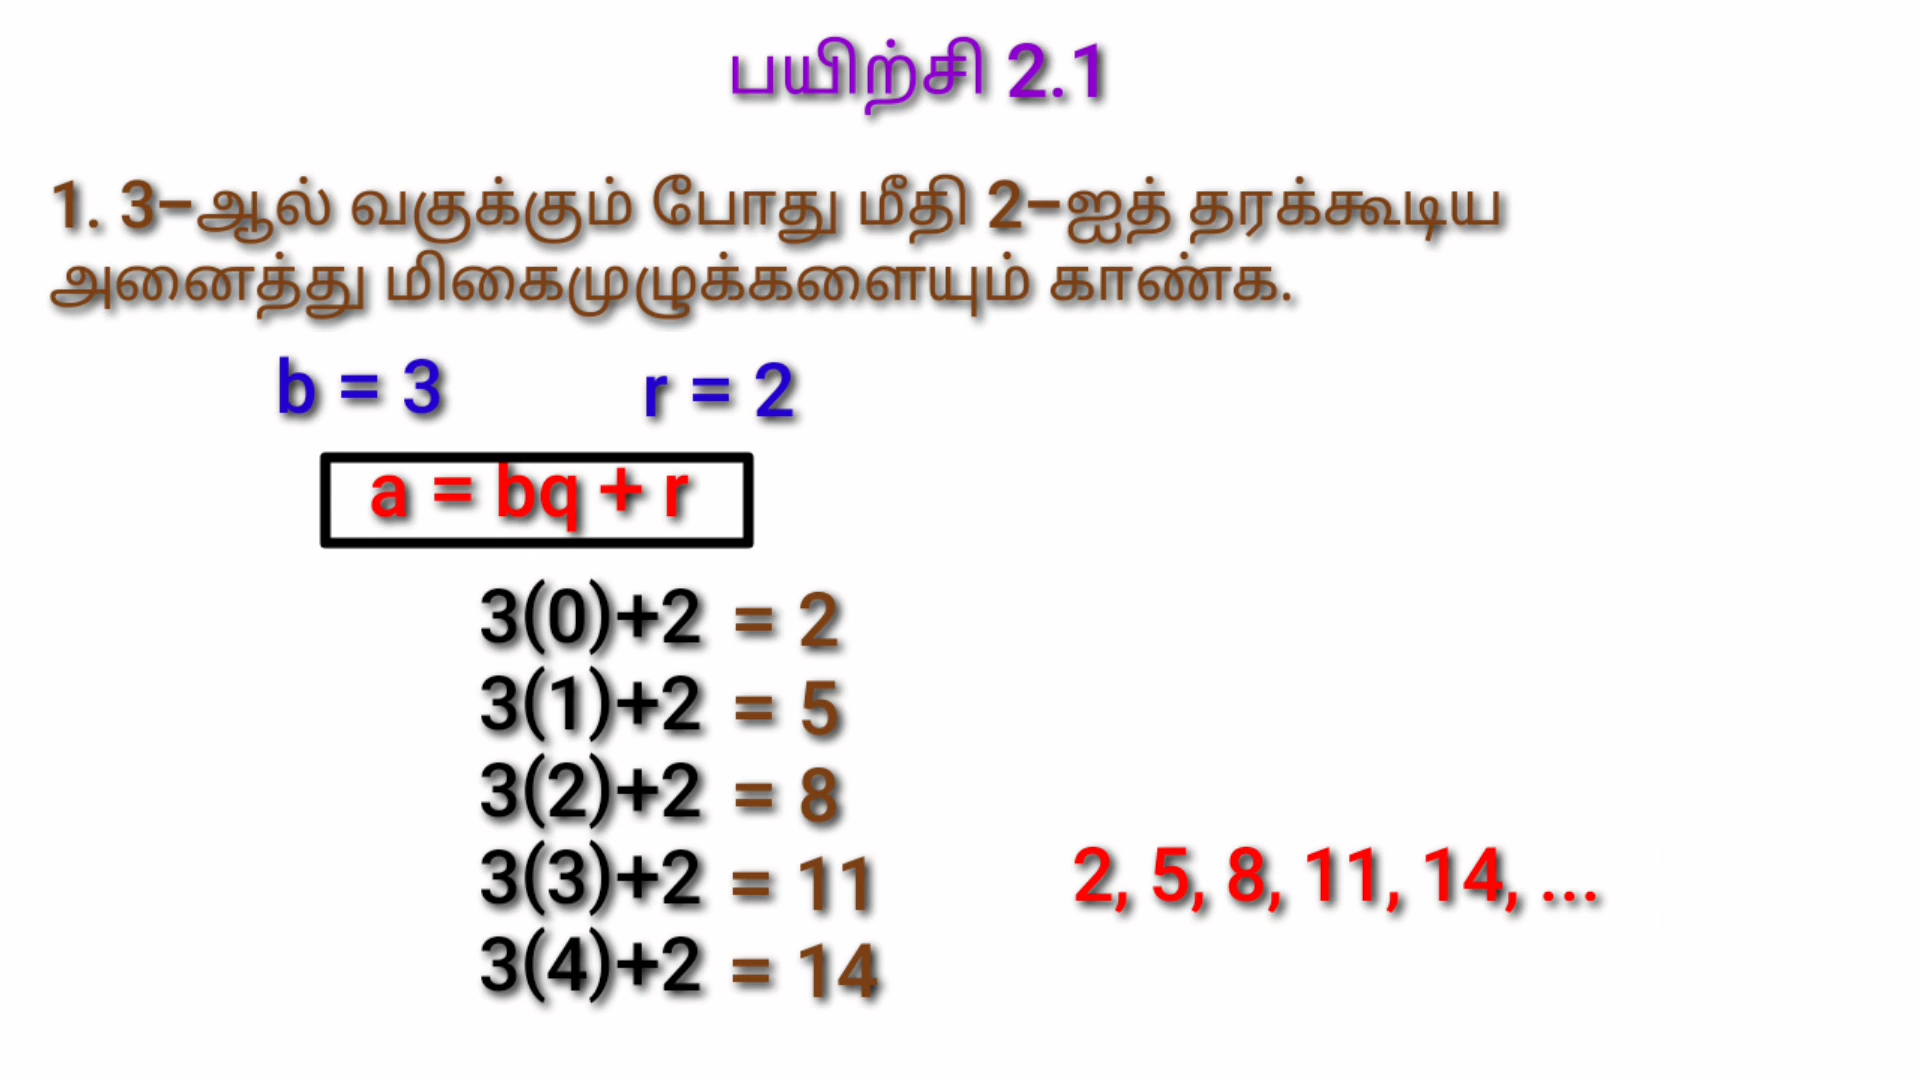 பயிற்சி 2.1
1. 3-ஆல் வகுக்கும் போது மீதி 2-ஐத் தரக்கூடிய
அனைத்து மிகைமுழுக்களையும் காண்க.
b = 3 r = 2
a = bq + r
3(0)+2 = 2
3(1)+2 = 5
3(2)+2 = 8
3(3)+2 = 11
2, 5, 8, 11, 14, ...
3(4)+2 = 14